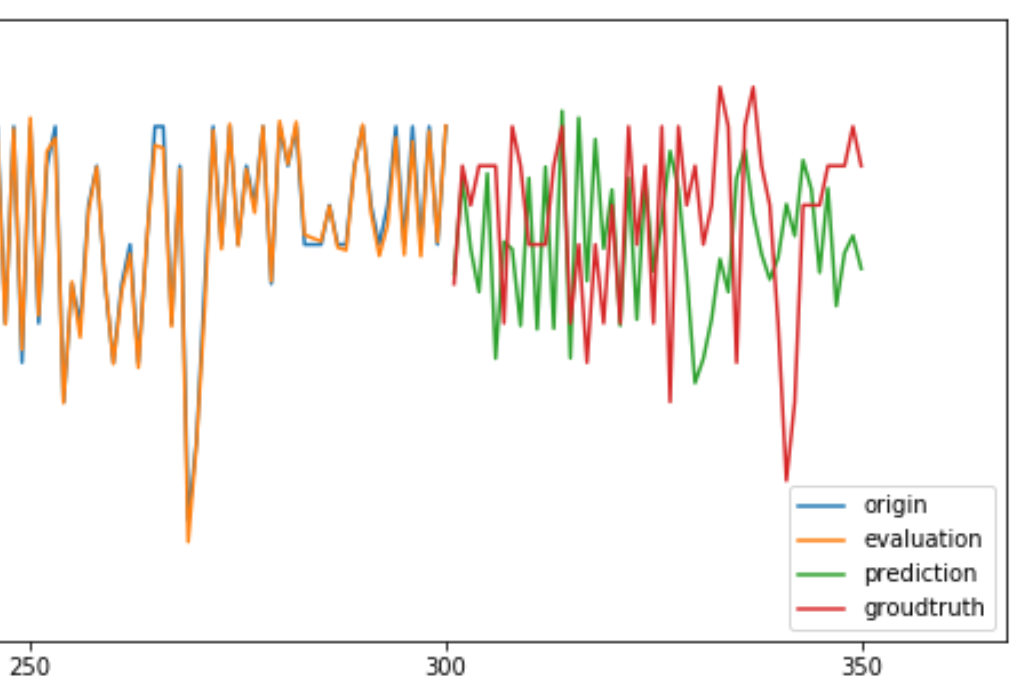 origin
evaluation
prediction
groudtruth
250 300 350